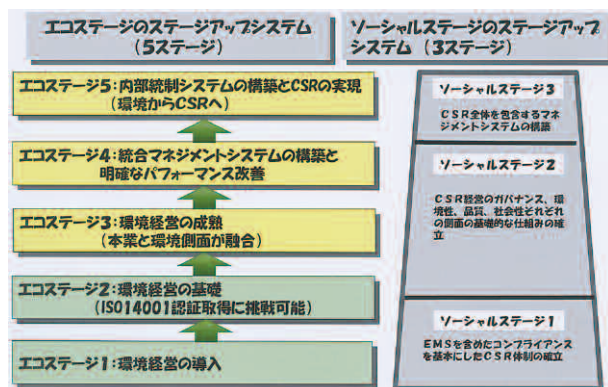 エコステージのステージアップシステム
(5ステージ)
エコステージ5:内部統制システムの構築とCSRの実現
(環境からCSRへ)
エコステージ4:統合マネジメントシステムの構築と
明確なパフォーマンス改善
エコステージ3:環境経営の成熟
(本業と環境側面が融合)
エコステージ2:環境経営の基礎
(ISO14001認証取得に挑戦可能)
エコステージ1:環境経営の導入
ソーシャルステージのステージアップ
システム(3ステージ)
ソーシャルステージ3
CSR全体を包含するマネ
ジメントシステムの構築
ソーシャルステージ2
CSR経営のガバナンス、環
境性、品質、社会性それぞれ
の側面の基礎的な仕組みの確
立
ソーシャルステージ1
EMSを含めたコンプライアンス
を基本にしたCSR体制の確立